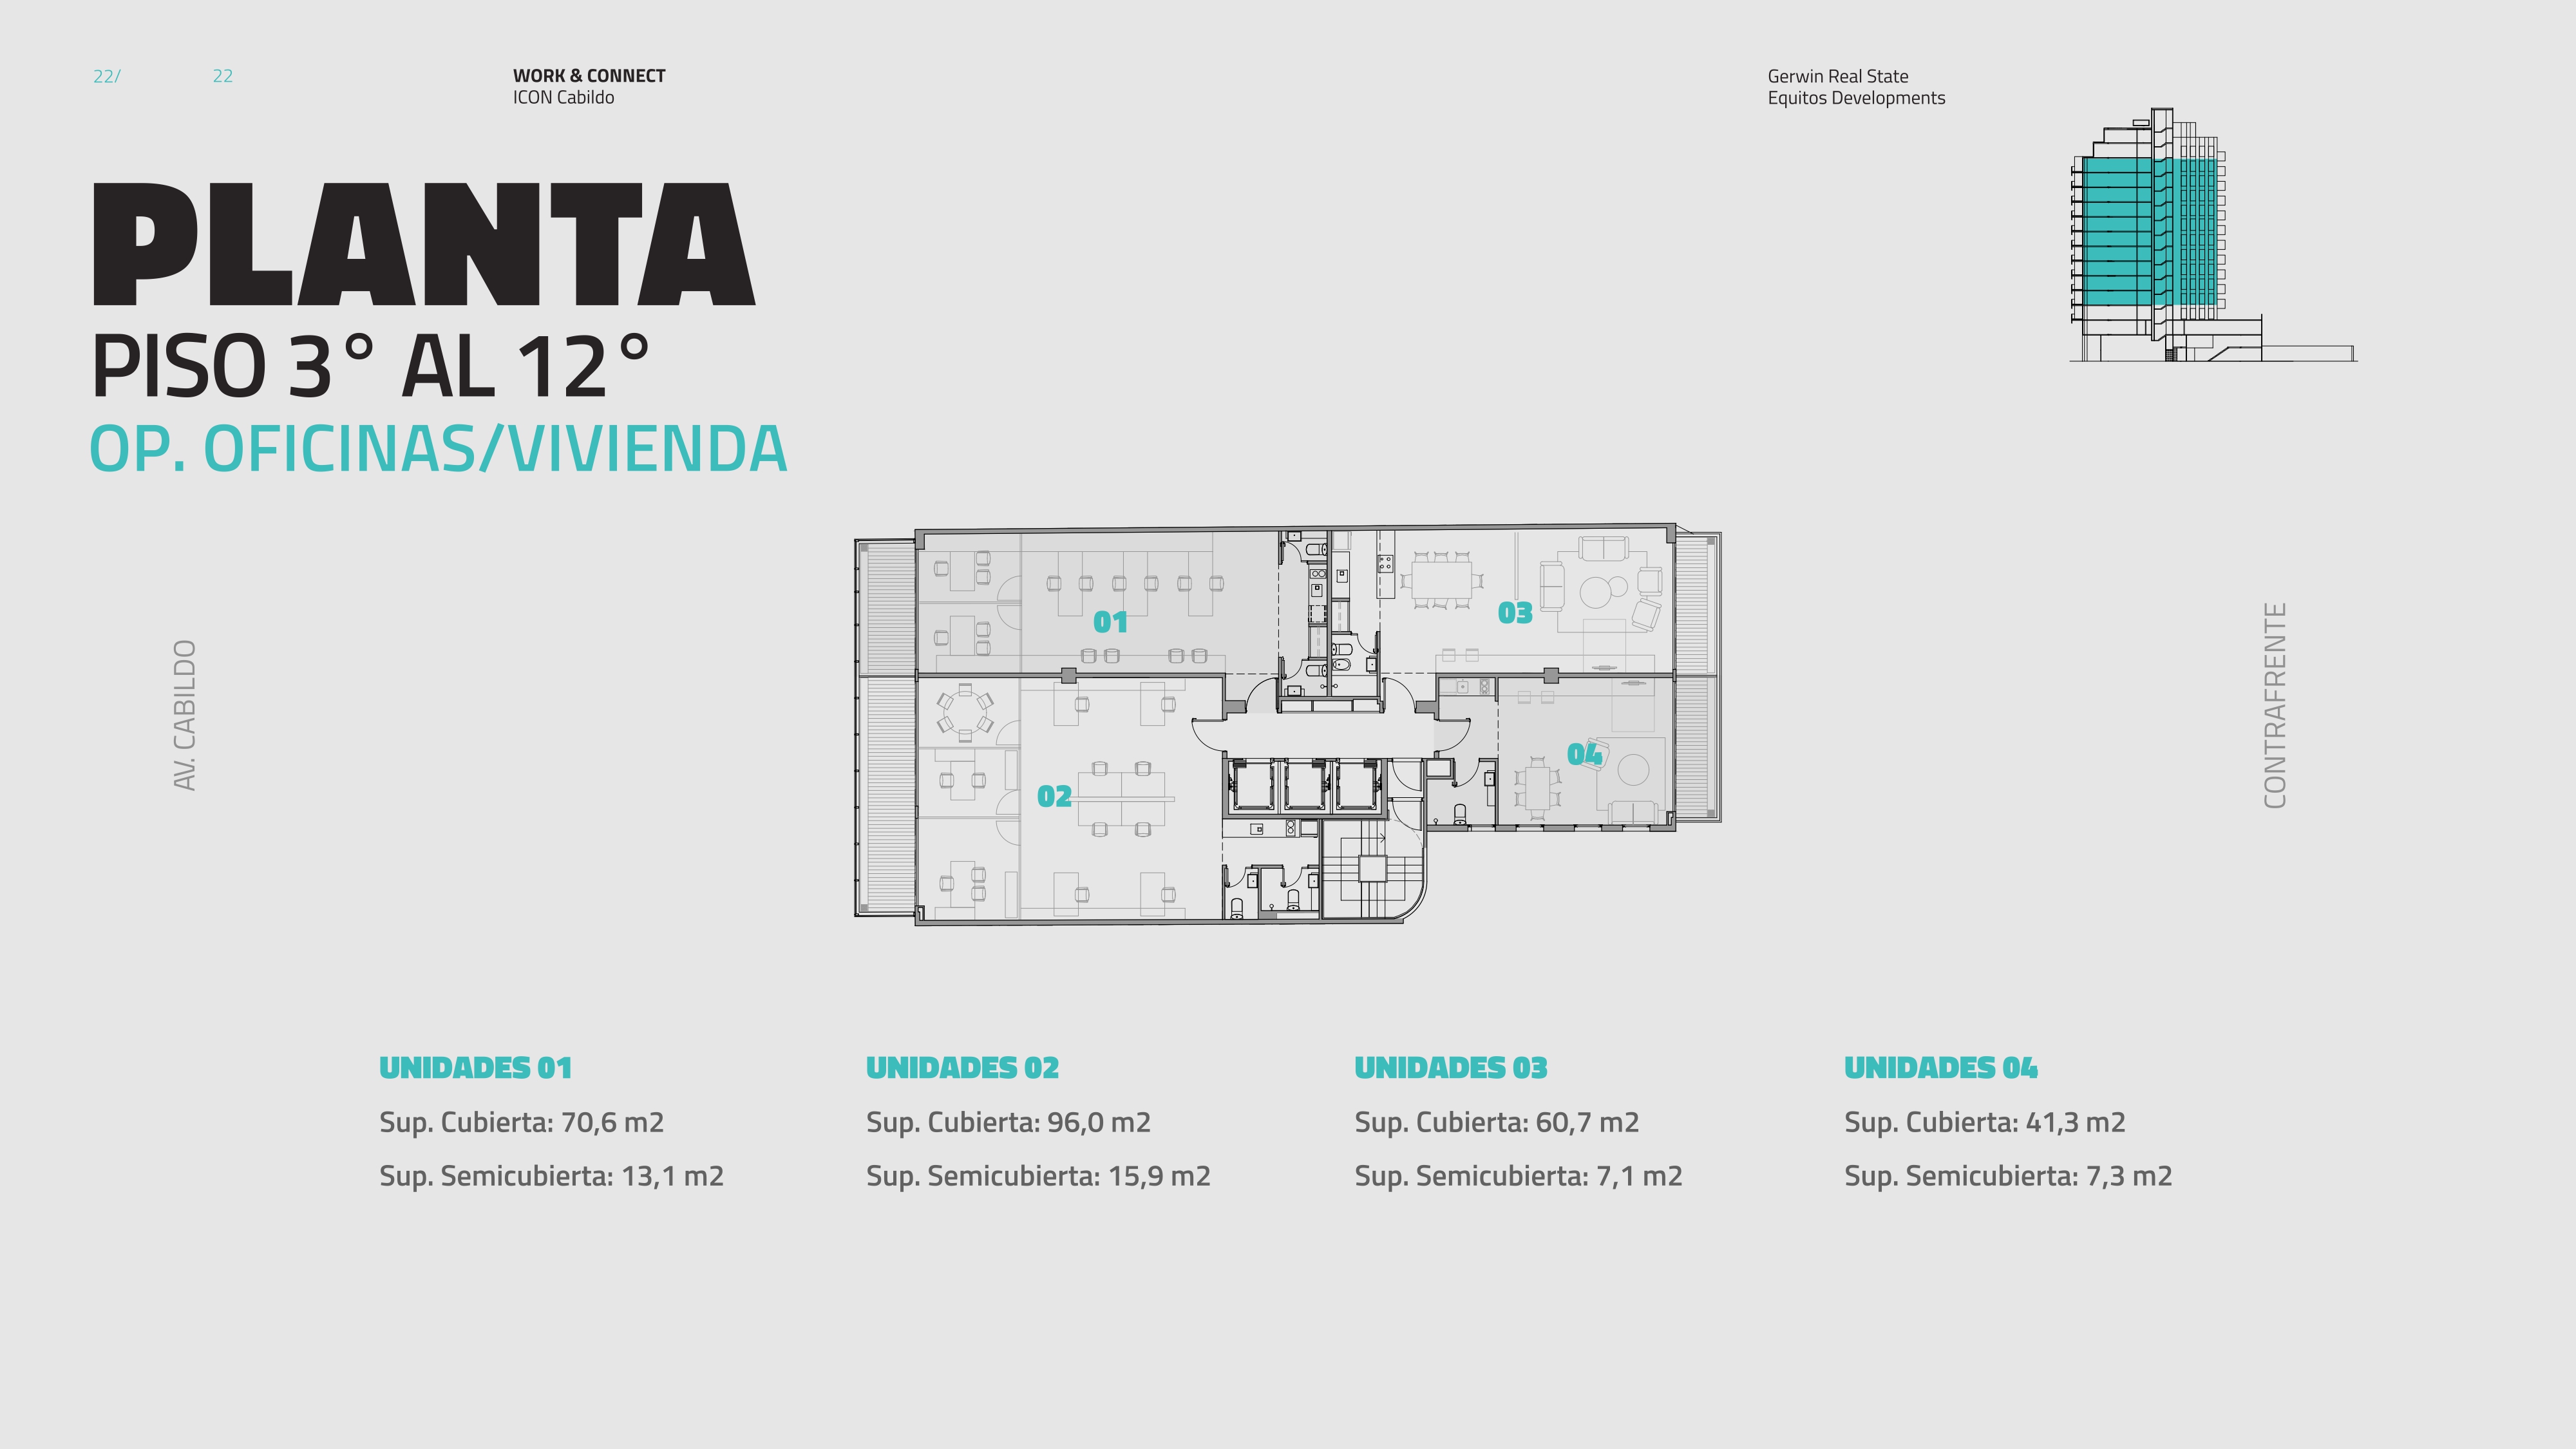 22/ 22
WORK & CONNECT
ICON Cabildo
Gerwin Real State
Equitos Developments
PLANTA
PISO 3° AL 12°
OP. OFICINAS/VIVIENDA
AV. CABILDO
01
02
03
04
CONTRAFRENTE
UNIDADES 01
Sup. Cubierta: 70,6 m2
Sup. Semicubierta: 13,1 m2
UNIDADES 02
Sup. Cubierta: 96,0 m2
Sup. Semicubierta: 15,9 m2
UNIDADES 03
Sup. Cubierta: 60,7 m2
Sup. Semicubierta: 7,1 m2
UNIDADES 04
Sup. Cubierta: 41,3 m2
Sup. Semicubierta: 7,3 m2